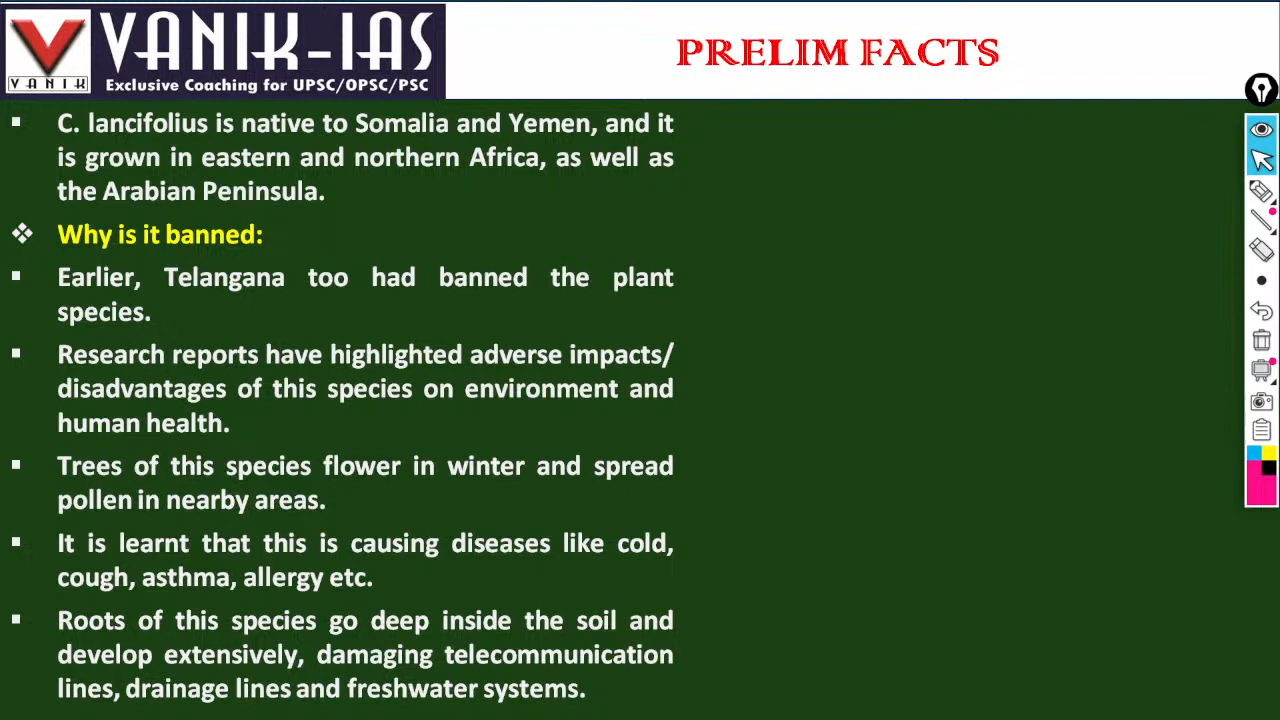 VANIK-IAS
VANIK
Exclusive Coaching for UPSC/OPSC/PSC
PRELIM FACTS
▪ C. lancifolius is native to Somalia and Yemen, and it
is grown in eastern and northern Africa, as well as
the Arabian Peninsula.
❖ Why is it banned:
▪ Earlier, Telangana too had banned the plant
species.
▪ Research reports have highlighted adverse impacts/
disadvantages of this species on environment and
human health.
▪ Trees of this species flower in winter and spread
pollen in nearby areas.
▪ It is learnt that this is causing diseases like cold,
cough, asthma, allergy etc.
▪ Roots of this species go deep inside the soil and
develop extensively, damaging telecommunication
lines, drainage lines and freshwater systems.